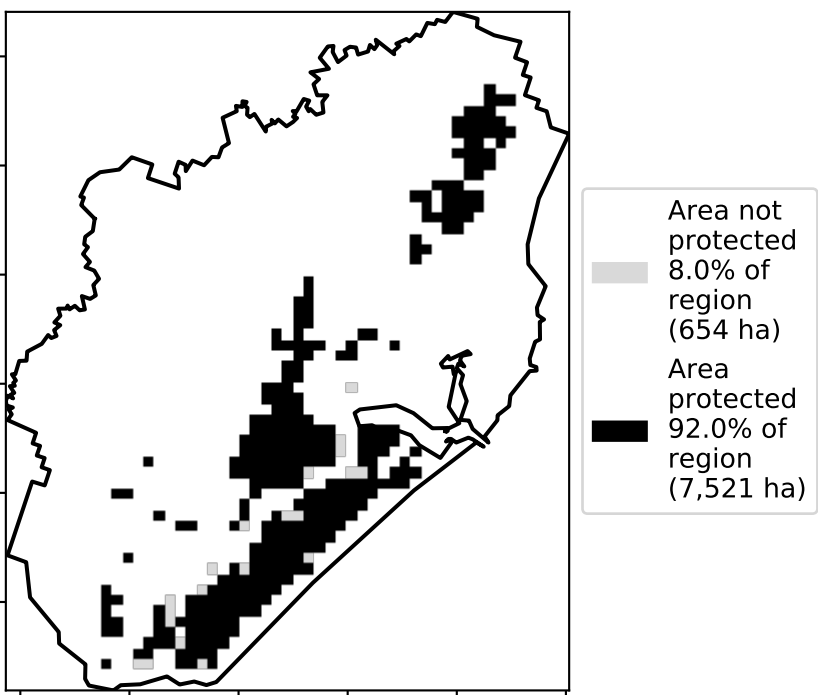 Area not
protected
8.0% of
region
(654 ha)
Area
protected
92.0% of
region
(7,521 ha)